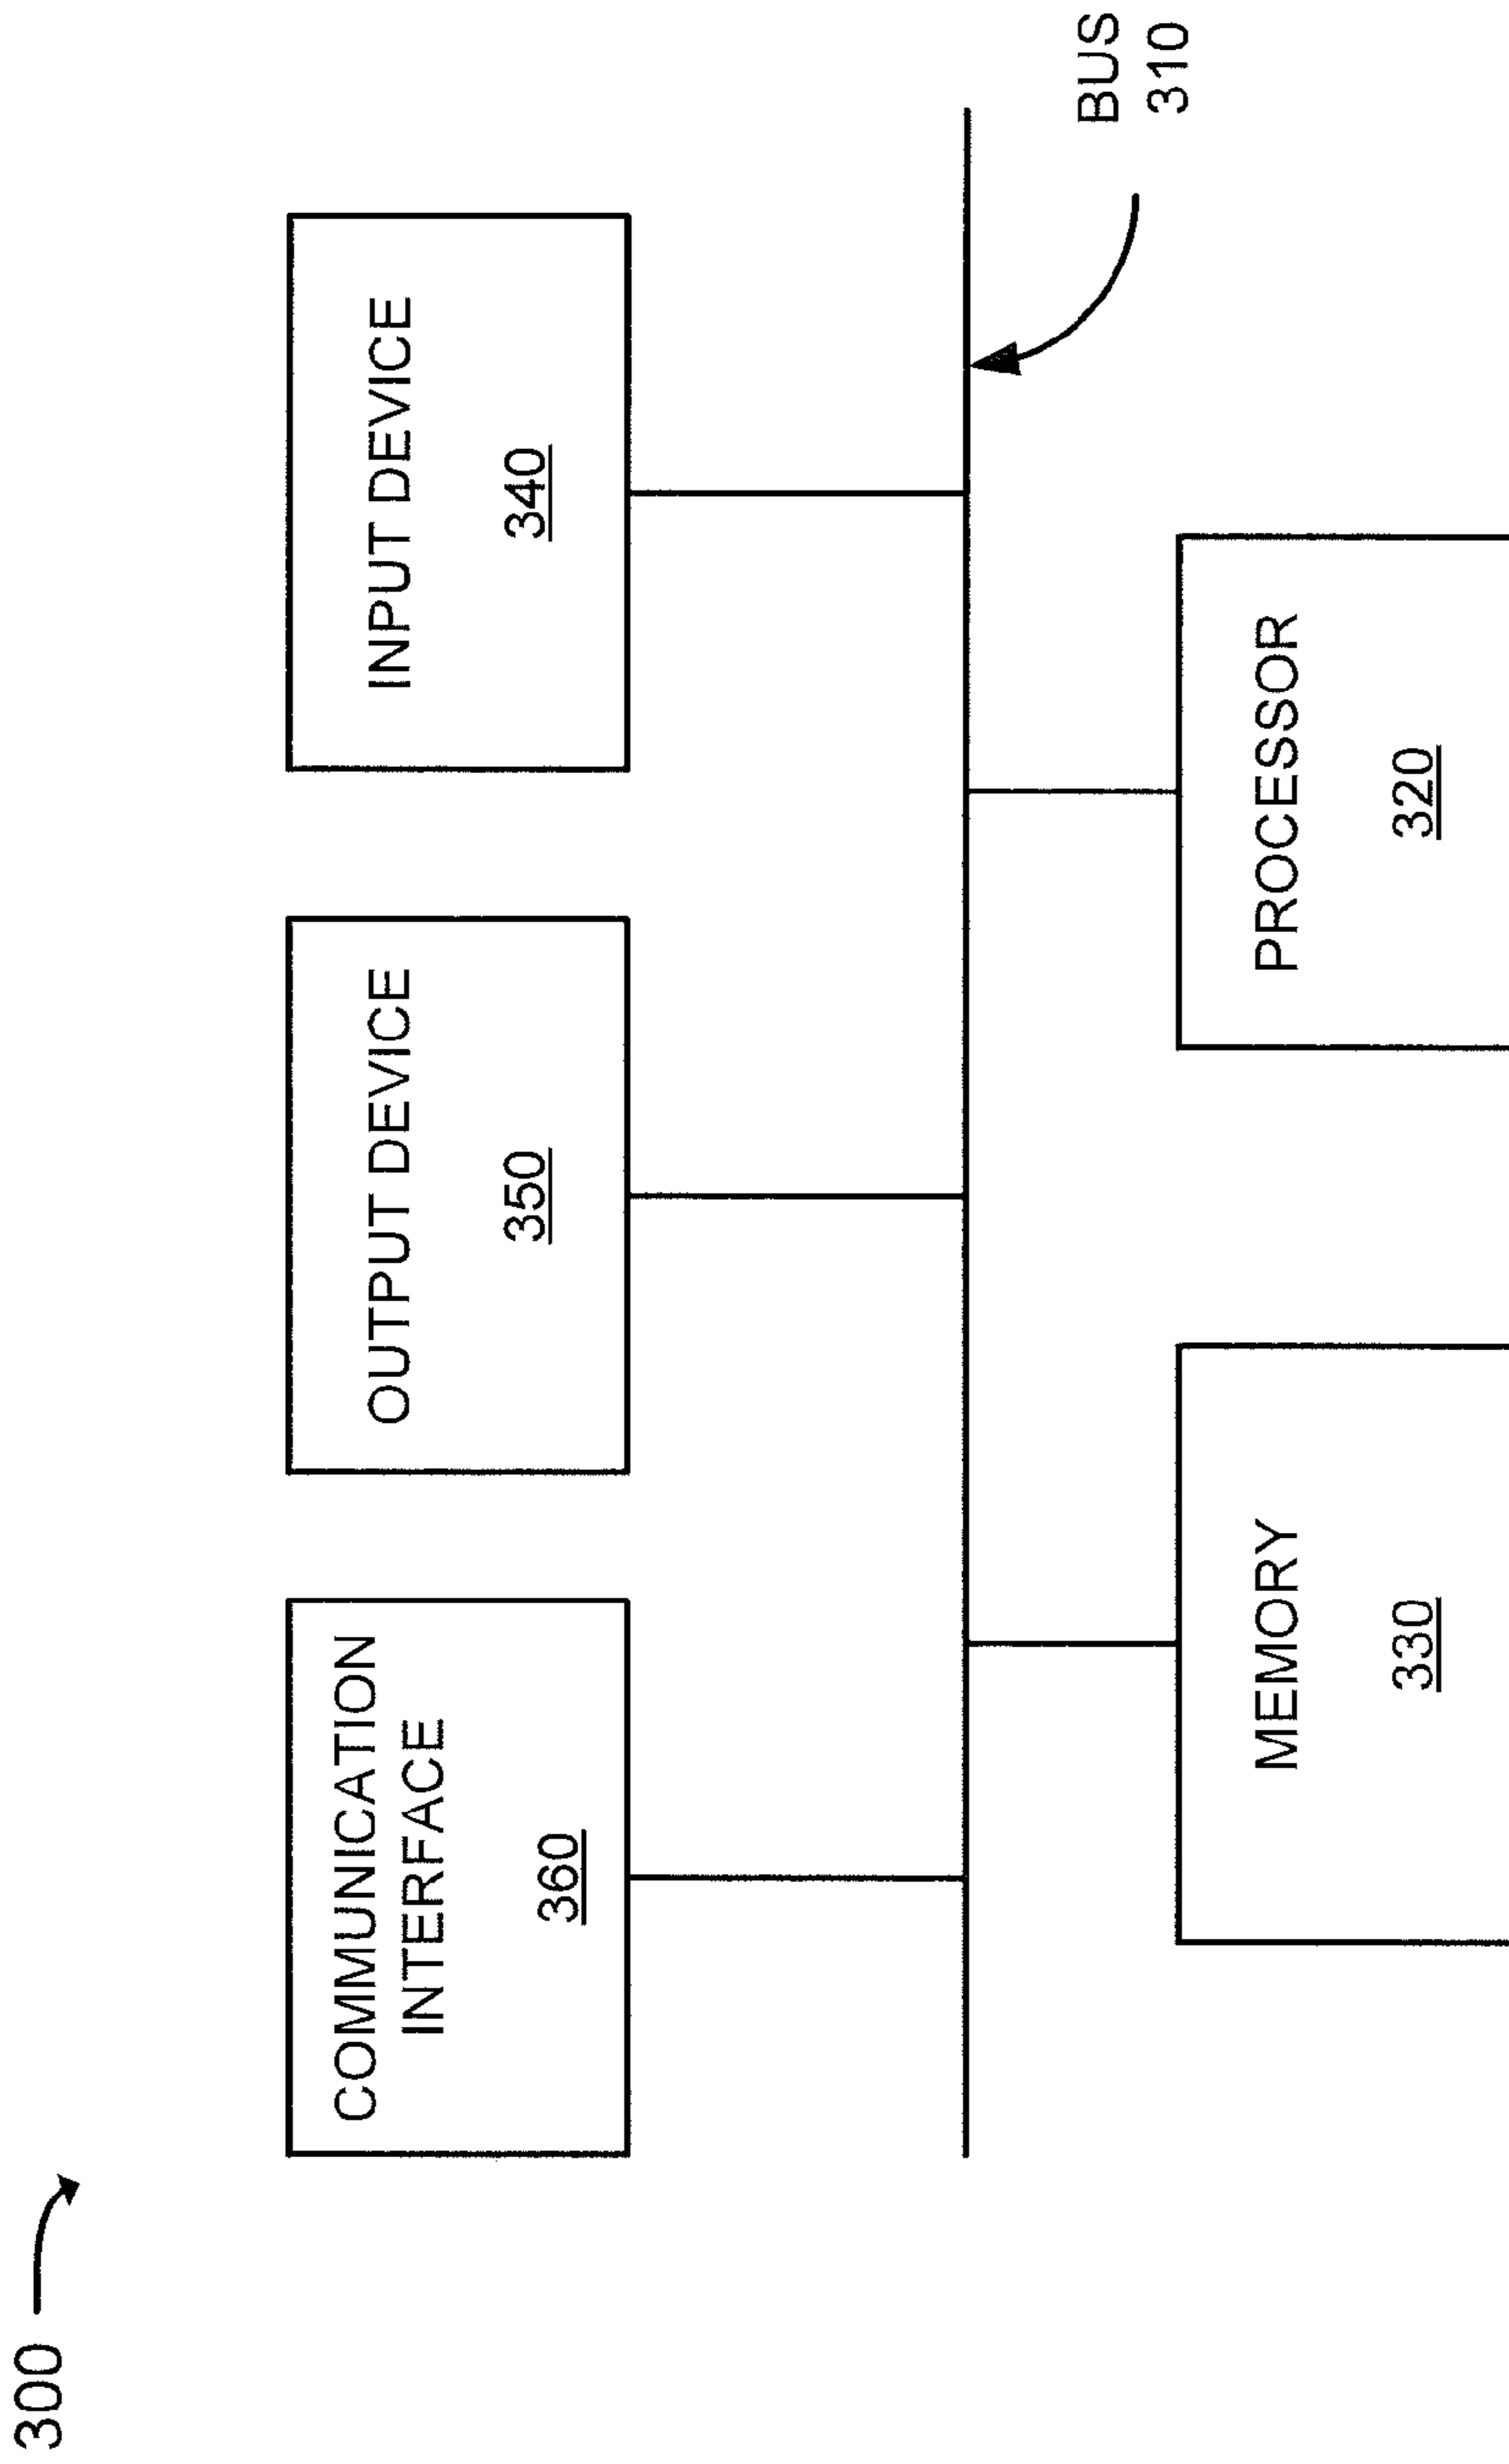 300
COMMUNICATION
INTERFACE
360
OUTPUT DEVICE
350
INPUT DEVICE
340
BUS
310
MEMORY
330
PROCESSOR
320